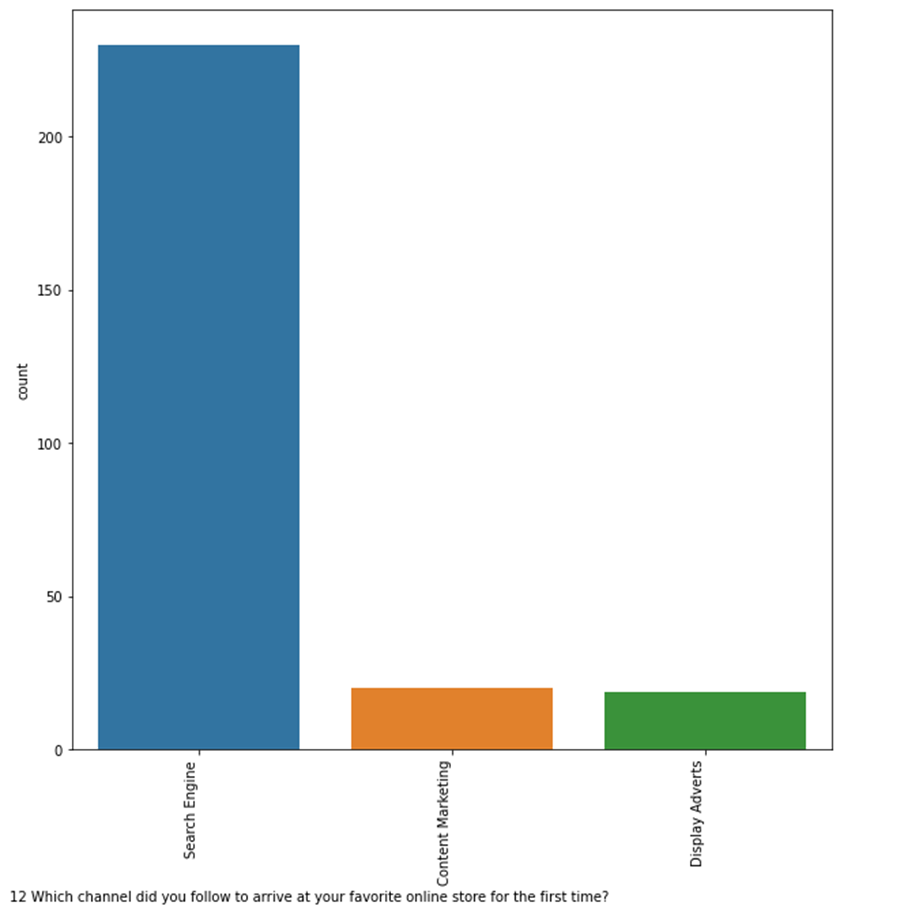 200
150
100
50
0
count
Search Engine
Content Marketing
Display Adverts
12 Which channel did you follow to arrive at your favorite online store for the first time?